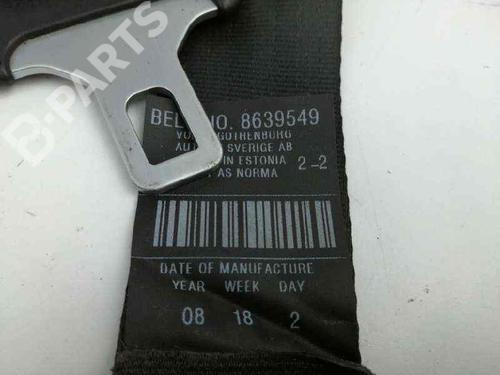 B-PARTS
BEL NO. 8639549
GOTHENBURG
SVERIGE AB
IN ESTONIA 2-2
AS NORMA
DATE OF MANUFACTURE
YEAR WEEK DAY
08 18 2